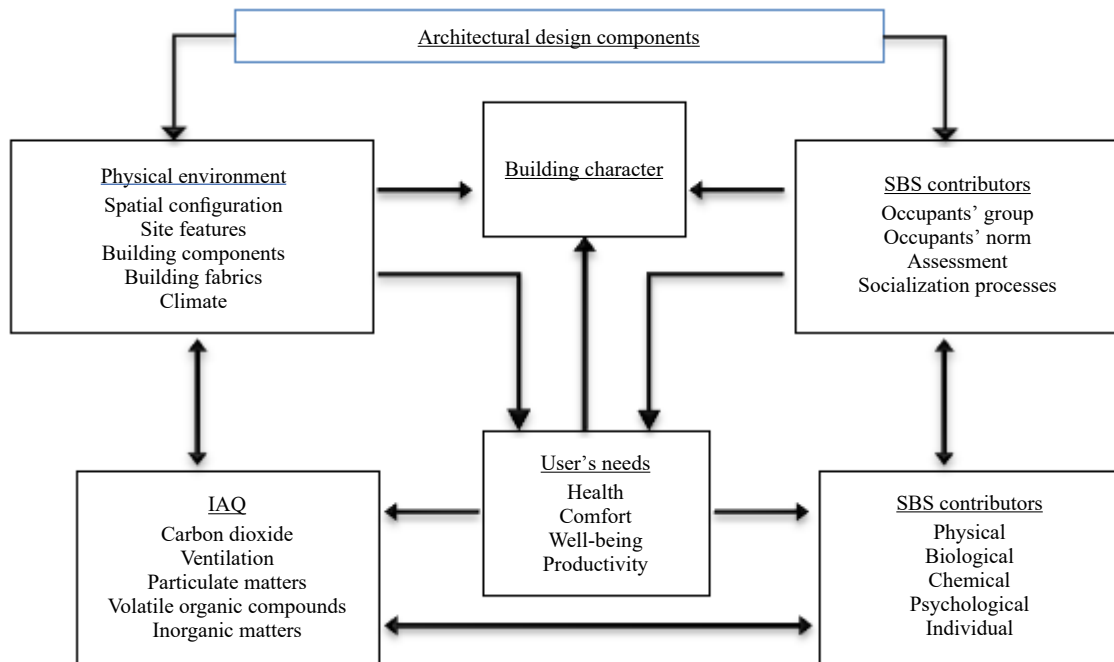 Architectural design components
Building character
Physical environment
Spatial configuration
Site features
Building components
Building fabrics
Climate
SBS contributors
Occupants’ group
Occupants’ norm
Assessment
Socialization processes
IAQ
Carbon dioxide
Ventilation
Particulate matters
Volatile organic compounds
Inorganic matters
User’s needs
Health
Comfort
Well-being
Productivity
SBS contributors
Physical
Biological
Chemical
Psychological
Individual